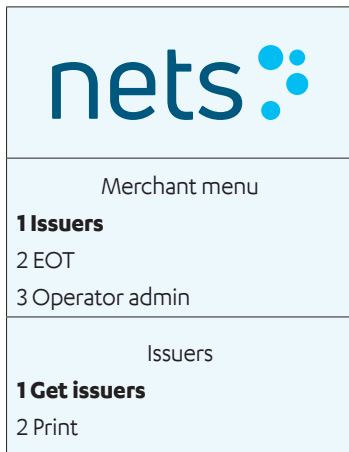 nets
Merchant menu
1 Issuers
2 EOT
3 Operator admin
Issuers
1 Get issuers
2 Print